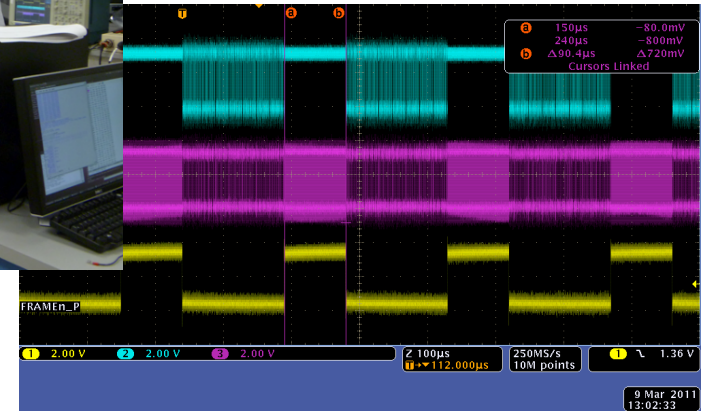 T
a b
a 150µs −80.0mV
240µs −800mV
b Δ90.4µs Δ720mV
Cursors Linked
FRAMEn_P
1 2.00 V 2 2.00 V 3 2.00 V
Z 100µs
T→▼112.000µs
250MS/s
10M points
1 1.36 V
9 Mar 2011
13:02:33